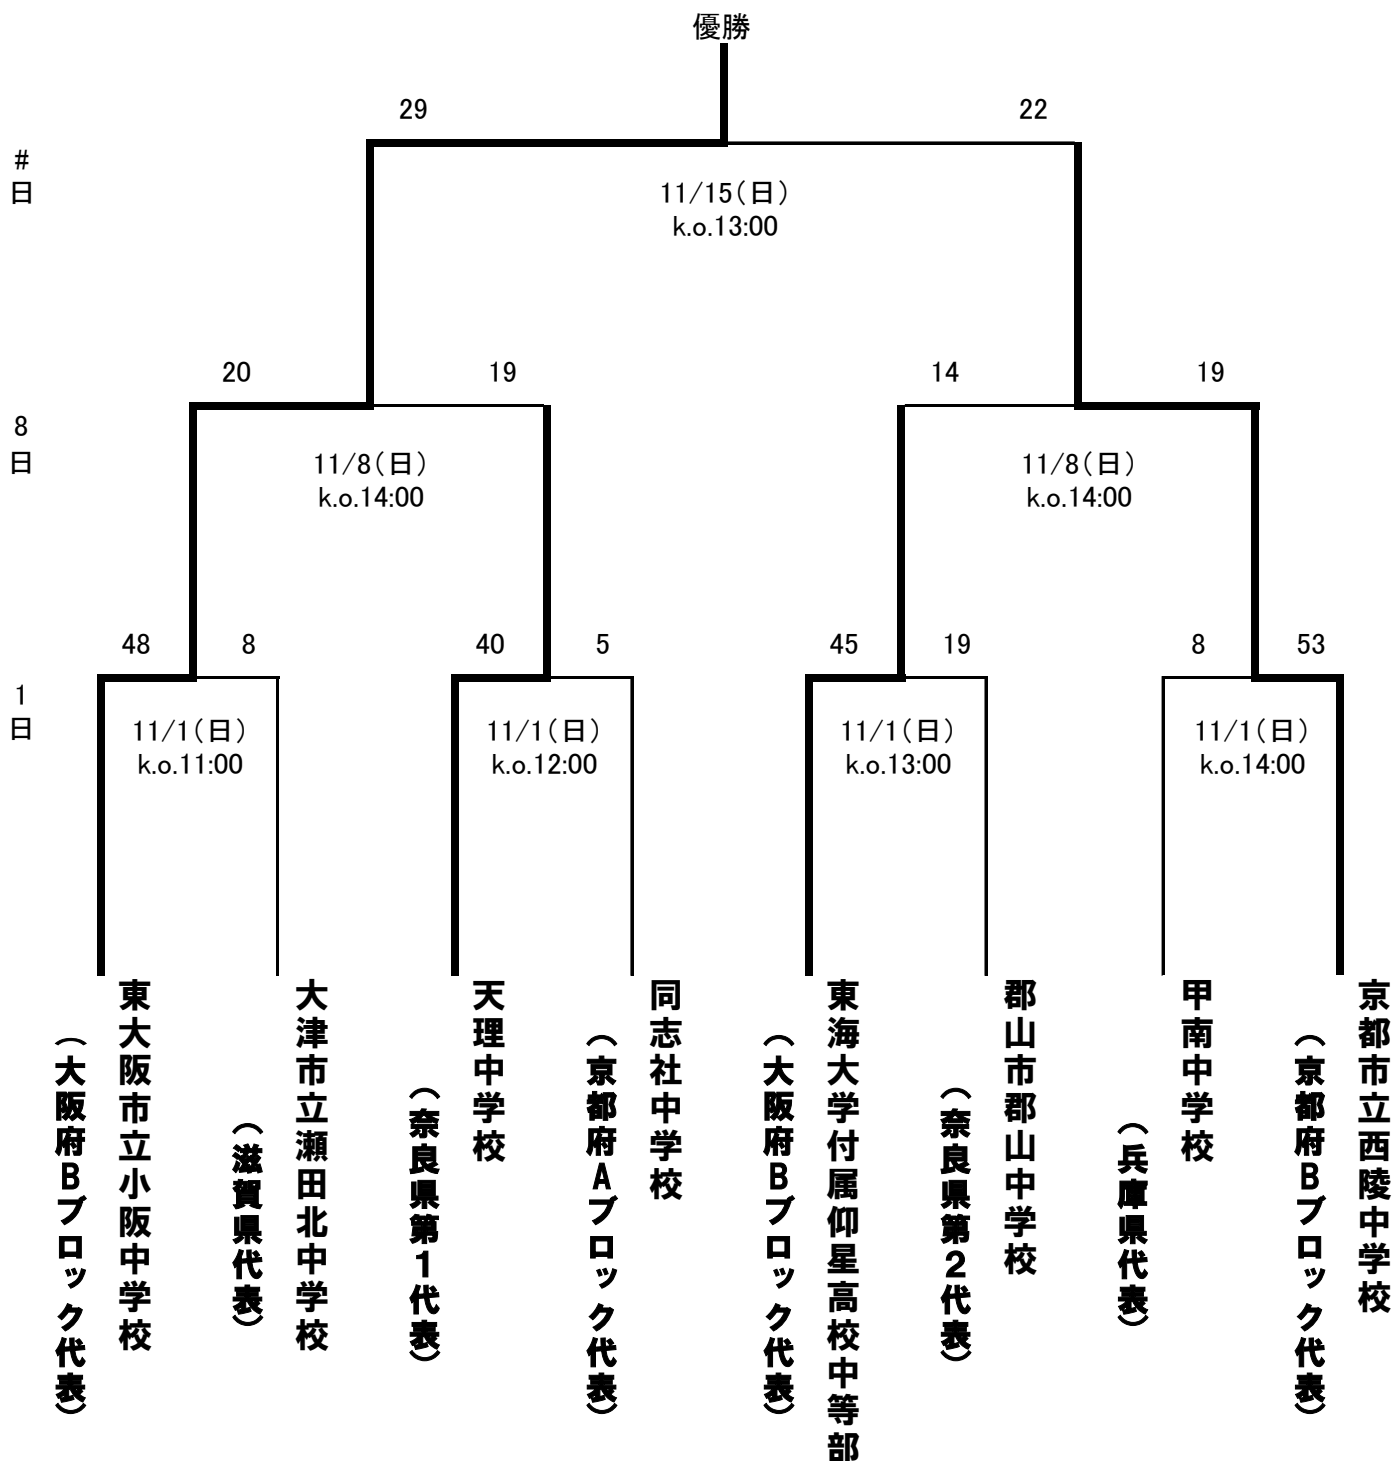 優勝
29
22
#
日
11/15(日)
k.o.13:00
20
19
14
19
8
日
11/8(日)
k.o.14:00
11/8(日)
k.o.14:00
48
8
40
5
45
19
8
53
1
日
11/1(日)
k.o.11:00
11/1(日)
k.o.12:00
11/1(日)
k.o.13:00
11/1(日)
k.o.14:00
東大阪市立小阪中学校
(大阪府Bブロック代表)
大津市立瀬田北中学校
(滋賀県代表)
天理中学校
(奈良県第1代表)
同志社中学校
(京都府Aブロック代表)
東海大学付属仰星高校中等部
(大阪府Bブロック代表)
郡山市郡山中学校
(奈良県第2代表)
甲南中学校
(兵庫県代表)
京都市立西陵中学校
(京都府Bブロック代表)